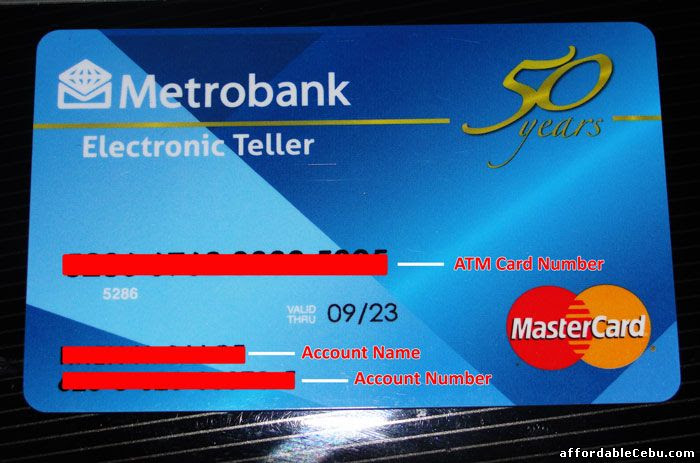 Metrobank
50 years
Electronic Teller
ATM Card Number
5286
VALID THRU 09/23
MasterCard
Account Name
Account Number
affordableCebu.com